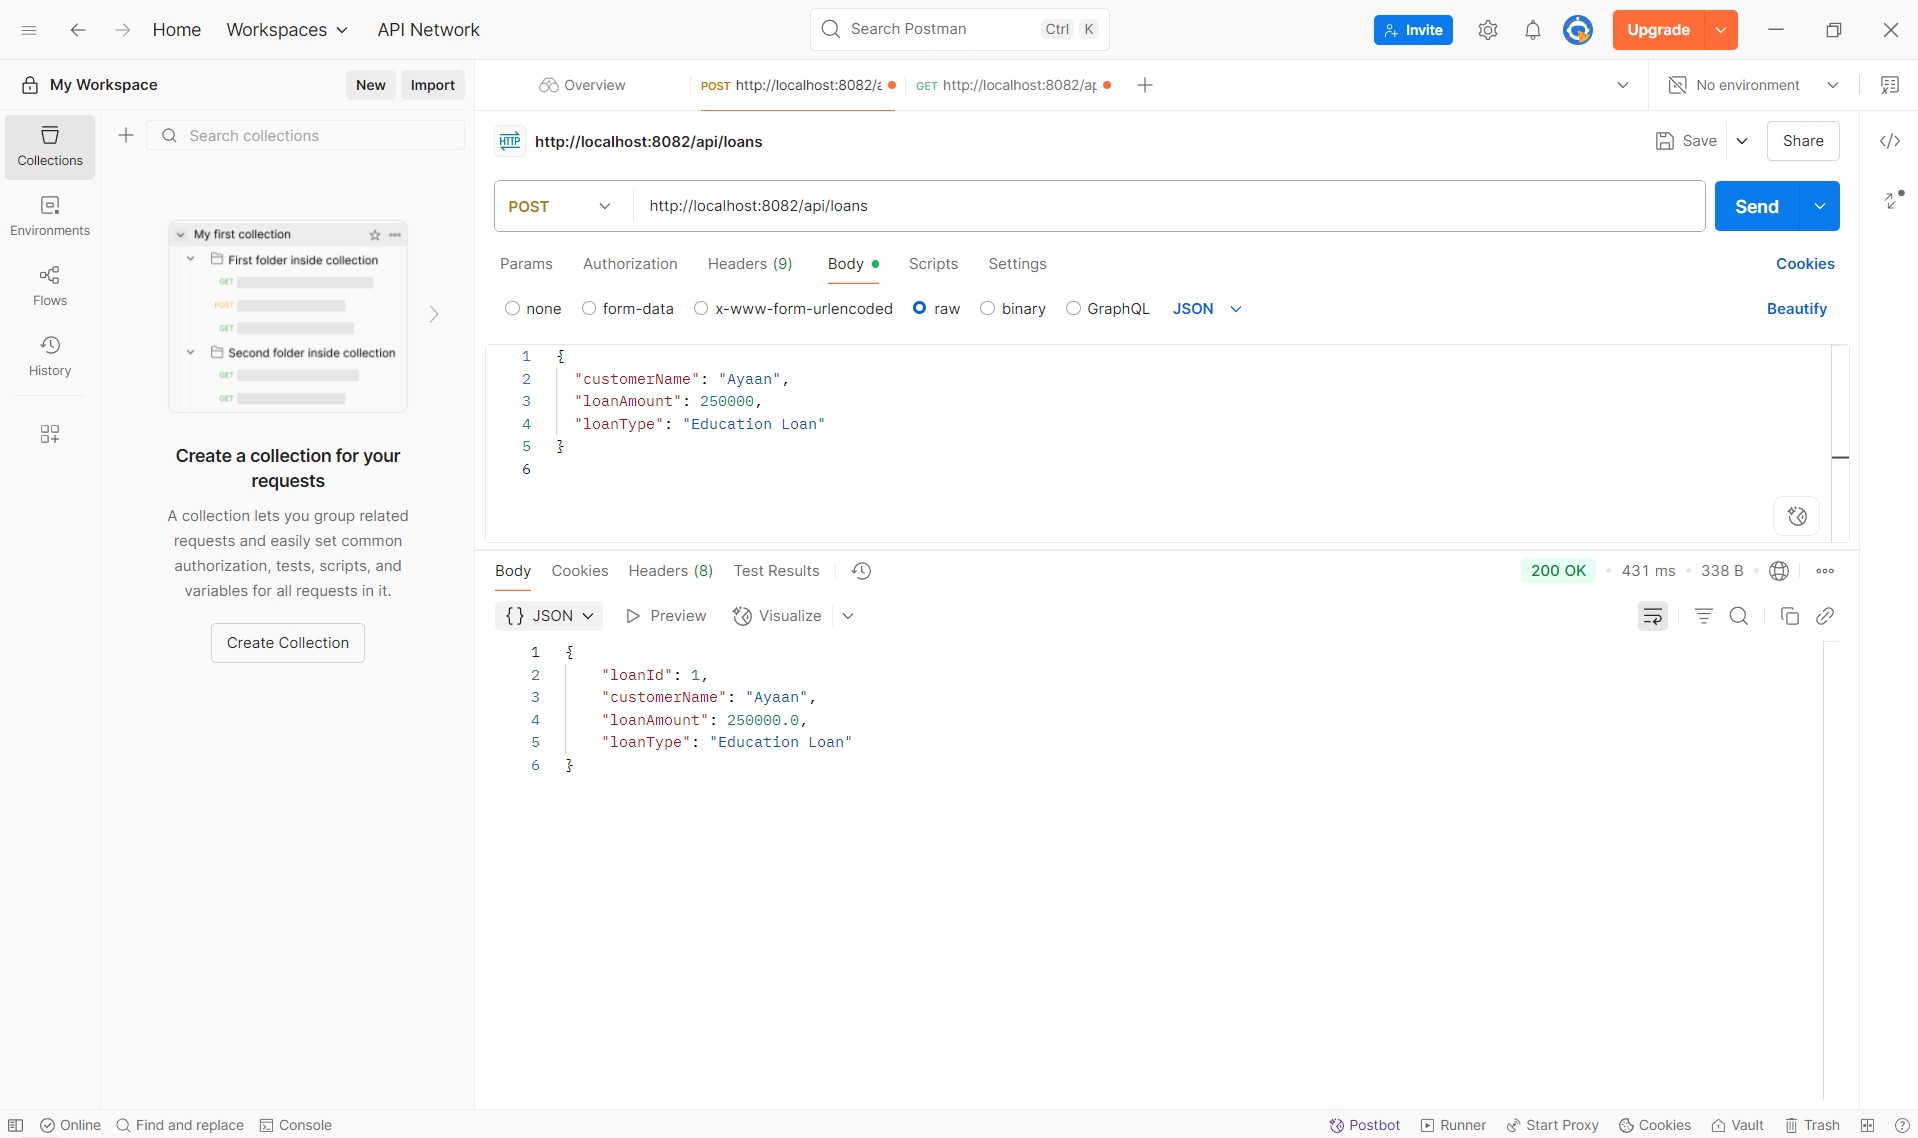 Home Workspaces API Network Search Postman Ctrl K Invite Upgrade
My Workspace New Import Overview POST http://localhost:8082/a GET http://localhost:8082/ap No environment
Collections
Search collections
HTTP http://localhost:8082/api/loans Save Share
Environments
Flows
History
POST http://localhost:8082/api/loans Send
Params Authorization Headers (9) Body Scripts Settings Cookies
none form-data x-www-form-urlencoded raw binary GraphQL JSON Beautify
My first collection
First folder inside collection
GET
POST
GET
Second folder inside collection
GET
GET
Create a collection for your
requests
A collection lets you group related
requests and easily set common
authorization, tests, scripts, and
variables for all requests in it.
Create Collection
1 {
2 "customerName": "Ayaan",
3 "loanAmount": 250000,
4 "loanType": "Education Loan"
5 }
6
Body Cookies Headers (8) Test Results 200 OK 431 ms 338 B
{} JSON Preview Visualize
1 {
2 "loanId": 1,
3 "customerName": "Ayaan",
4 "loanAmount": 250000.0,
5 "loanType": "Education Loan"
6 }
Online Find and replace Console Postbot Runner Start Proxy Cookies Vault Trash